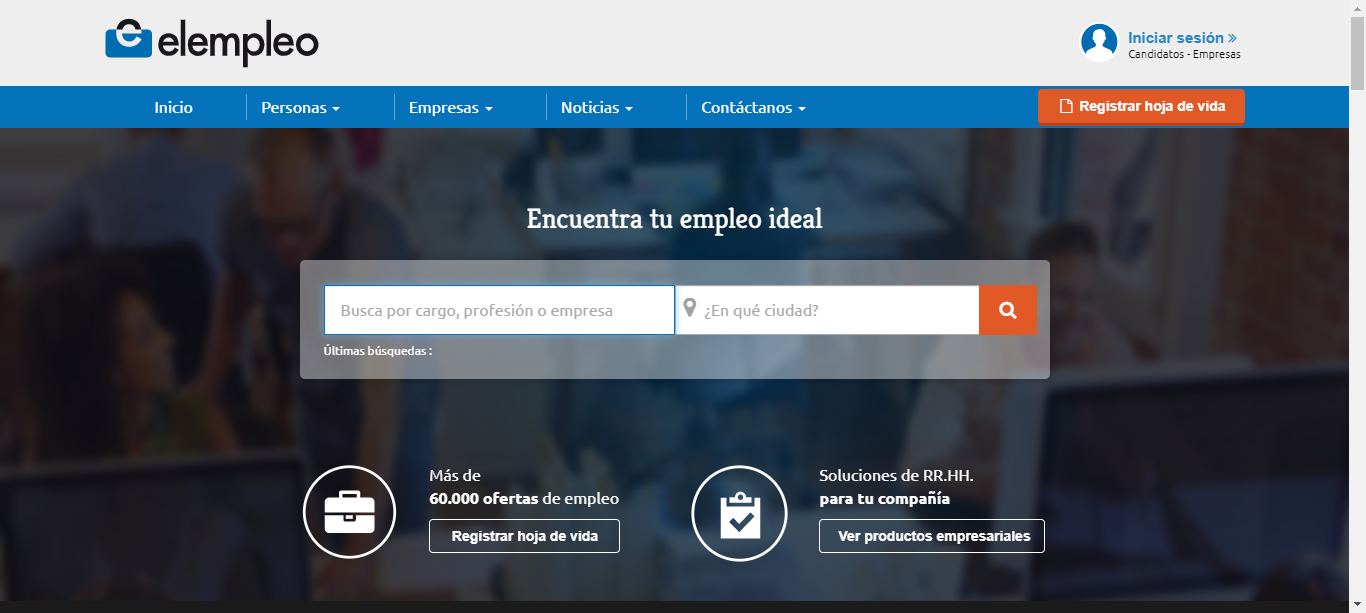 elempleo
Iniciar sesión »
Candidatos - Empresas
Inicio
Personas
Empresas
Noticias
Contáctanos
Registrar hoja de vida
Encuentra tu empleo ideal
Busca por cargo, profesión o empresa
¿En qué ciudad?
Últimas búsquedas :
Más de
60.000 ofertas de empleo
Registrar hoja de vida
Soluciones de RR.HH.
para tu compañía
Ver productos empresariales